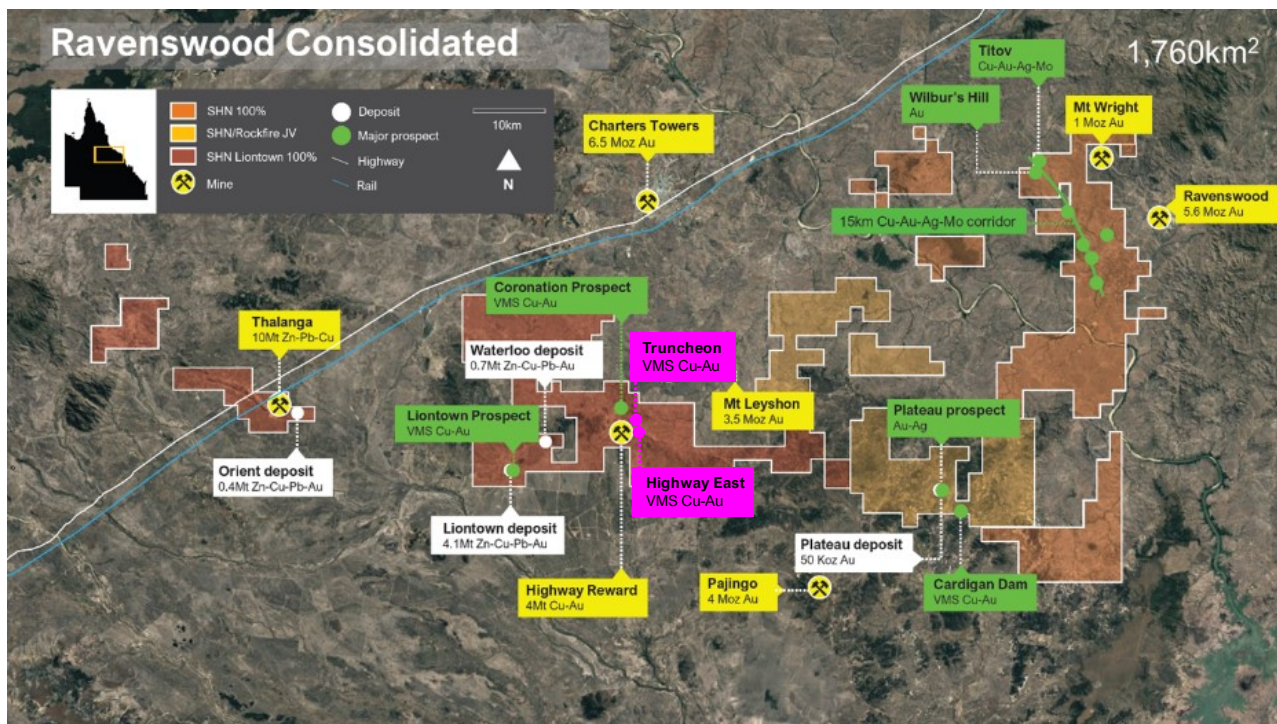 Ravenswood Consolidated
1,760km²
SHN 100%
SHN/Rockfire JV
SHN Liontown 100%
Mine
Deposit
Major prospect
Highway
Rail
10km
N
Charters Towers
6.5 Moz Au
Titov
Cu-Au-Ag-Mo
Wilbur's Hill
Au
Mt Wright
1 Moz Au
Ravenswood
5.6 Moz Au
15km Cu-Au-Ag-Mo corridor
Coronation Prospect
VMS Cu-Au
Thalanga
10Mt Zn-Pb-Cu
Waterloo deposit
0.7Mt Zn-Cu-Pb-Au
Truncheon
VMS Cu-Au
Mt Leyshon
3.5 Moz Au
Liontown Prospect
VMS Cu-Au
Plateau prospect
Au-Ag
Orient deposit
0.4Mt Zn-Cu-Pb-Au
Highway East
VMS Cu-Au
Liontown deposit
4.1Mt Zn-Cu-Pb-Au
Plateau deposit
50 Koz Au
Highway Reward
4Mt Cu-Au
Pajingo
4 Moz Au
Cardigan Dam
VMS Cu-Au